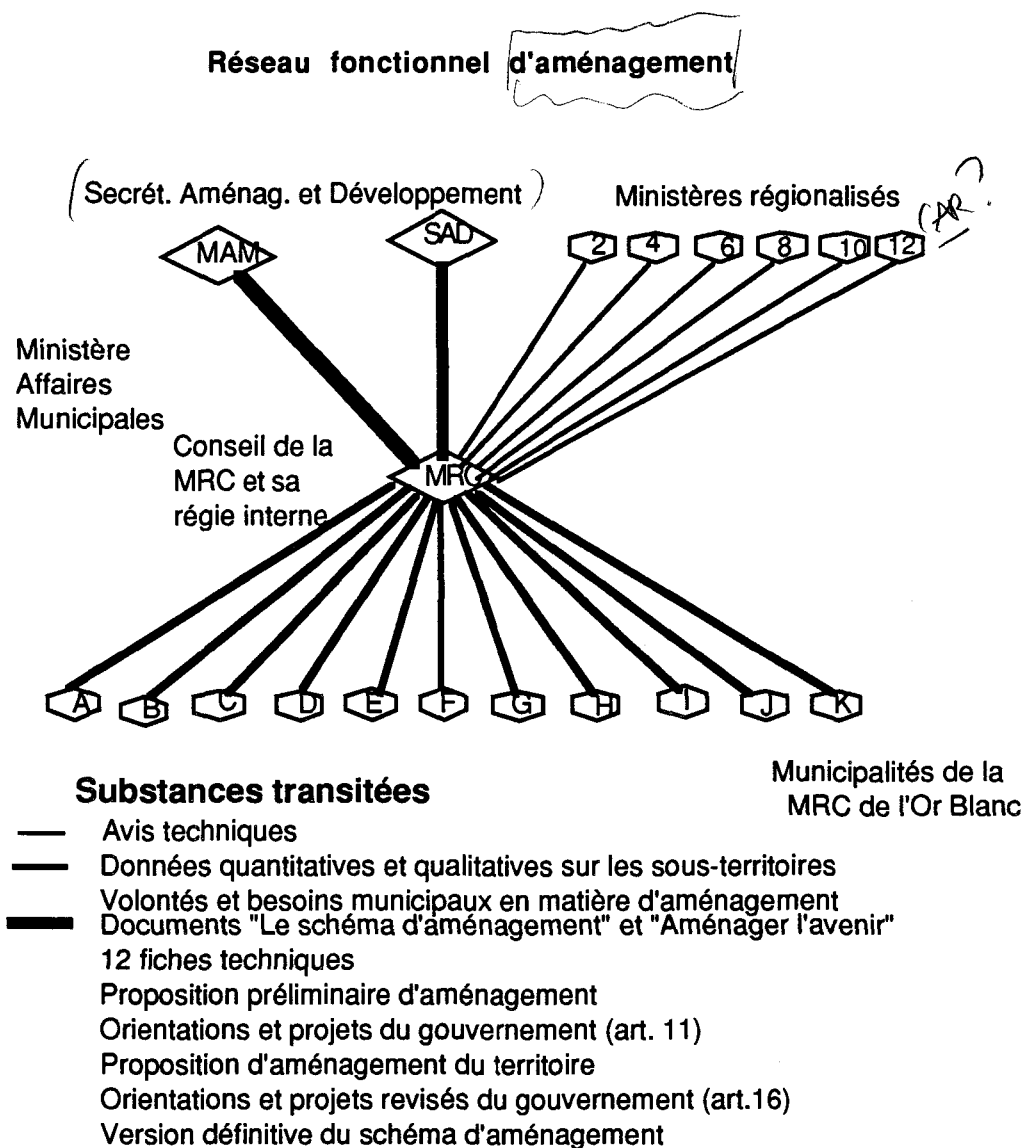 Réseau fonctionnel d'aménagement
(Secrét. Aménag. et Développement)
Ministères régionalisés
CAR?
MAM
SAD
2 4 6 8 10 12
Ministère
Affaires
Municipales
Conseil de la
MRC et sa
régie interne
MRC
A B C D E F G H I J K
Municipalités de la
MRC de l'Or Blanc
Substances transitées
Avis techniques
Données quantitatives et qualitatives sur les sous-territoires
Volontés et besoins municipaux en matière d'aménagement
Documents "Le schéma d'aménagement" et "Aménager l'avenir"
12 fiches techniques
Proposition préliminaire d'aménagement
Orientations et projets du gouvernement (art. 11)
Proposition d'aménagement du territoire
Orientations et projets revisés du gouvernement (art.16)
Version définitive du schéma d'aménagement